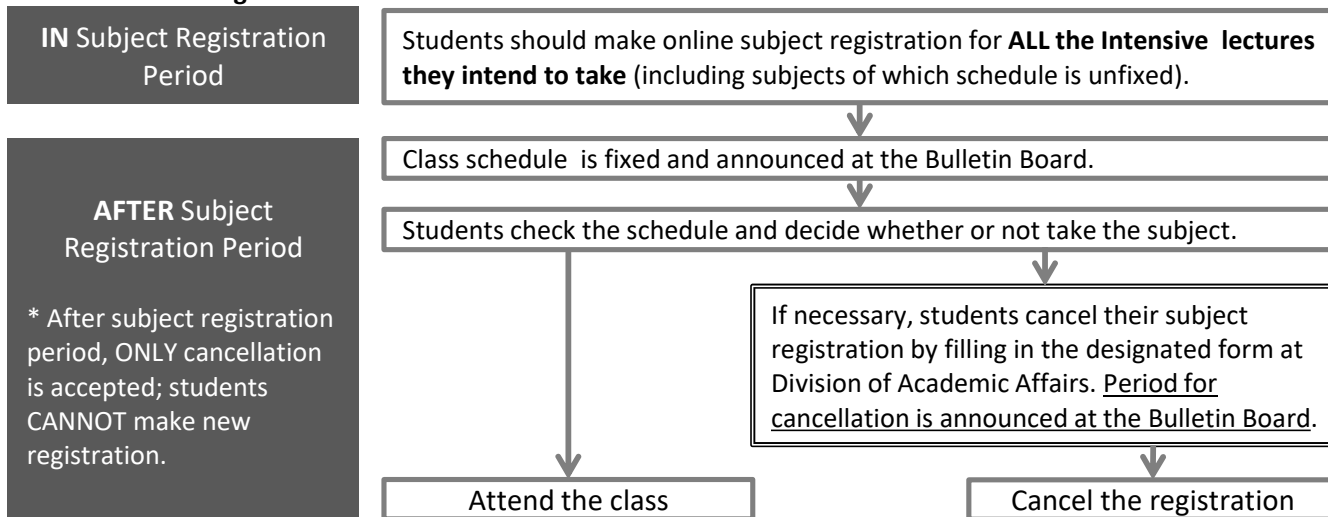 IN Subject Registration
Period
Students should make online subject registration for ALL the Intensive lectures
they intend to take (including subjects of which schedule is unfixed).
AFTER Subject
Registration Period
* After subject registration
period, ONLY cancellation
is accepted; students
CANNOT make new
registration.
Class schedule is fixed and announced at the Bulletin Board.
Students check the schedule and decide whether or not take the subject.
If necessary, students cancel their subject
registration by filling in the designated form at
Division of Academic Affairs. Period for
cancellation is announced at the Bulletin Board.
Attend the class
Cancel the registration